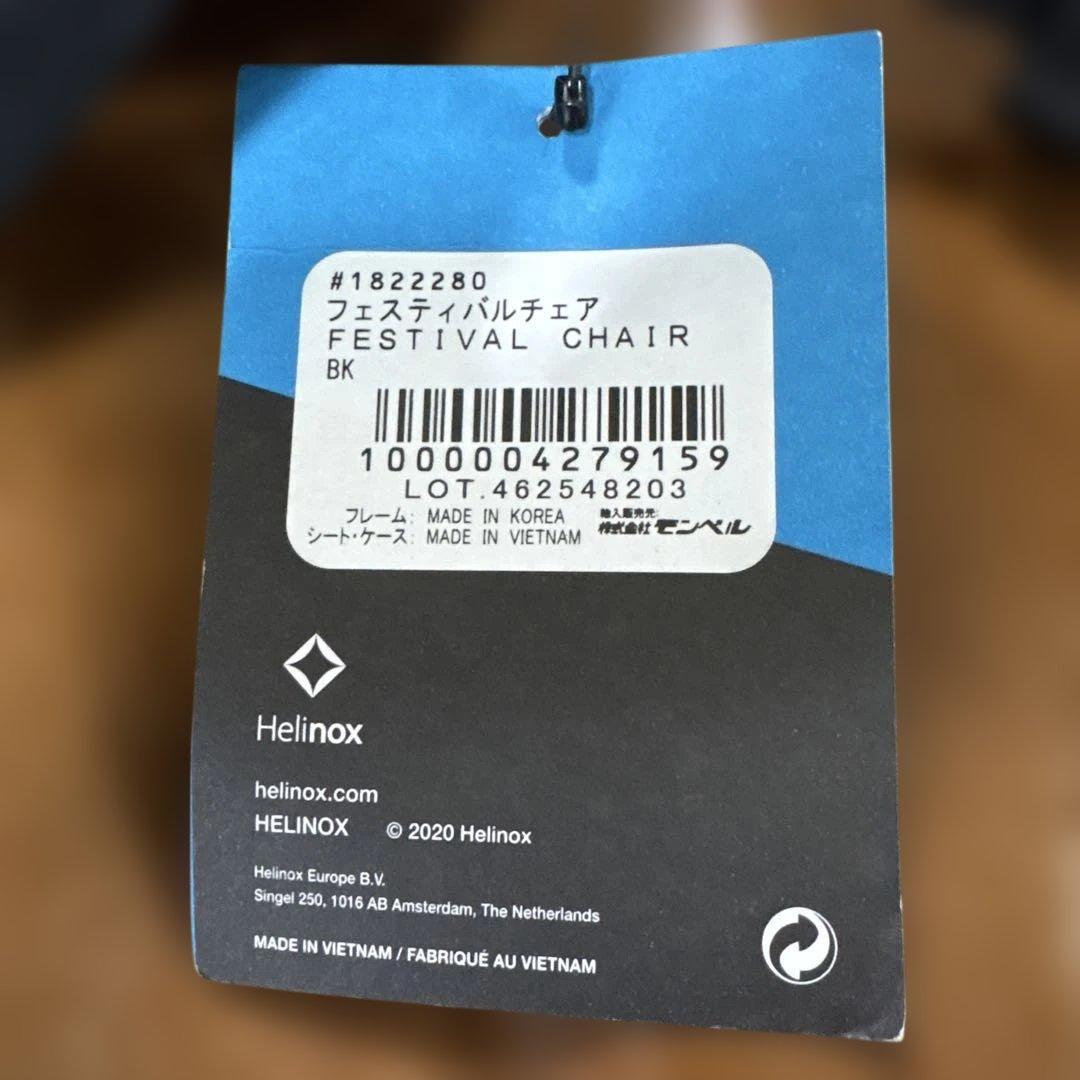 #1822280
フェスティバルチェア
FESTIVAL CHAIR
BK
1000004279159
LOT.462548203
フレーム: MADE IN KOREA
シート・ケース: MADE IN VIETNAM
輸入販売元:
株式会社モンベル
Helinox
helinox.com
HELINOX © 2020 Helinox
Helinox Europe B.V.
Singel 250, 1016 AB Amsterdam, The Netherlands
MADE IN VIETNAM / FABRIQUÉ AU VIETNAM